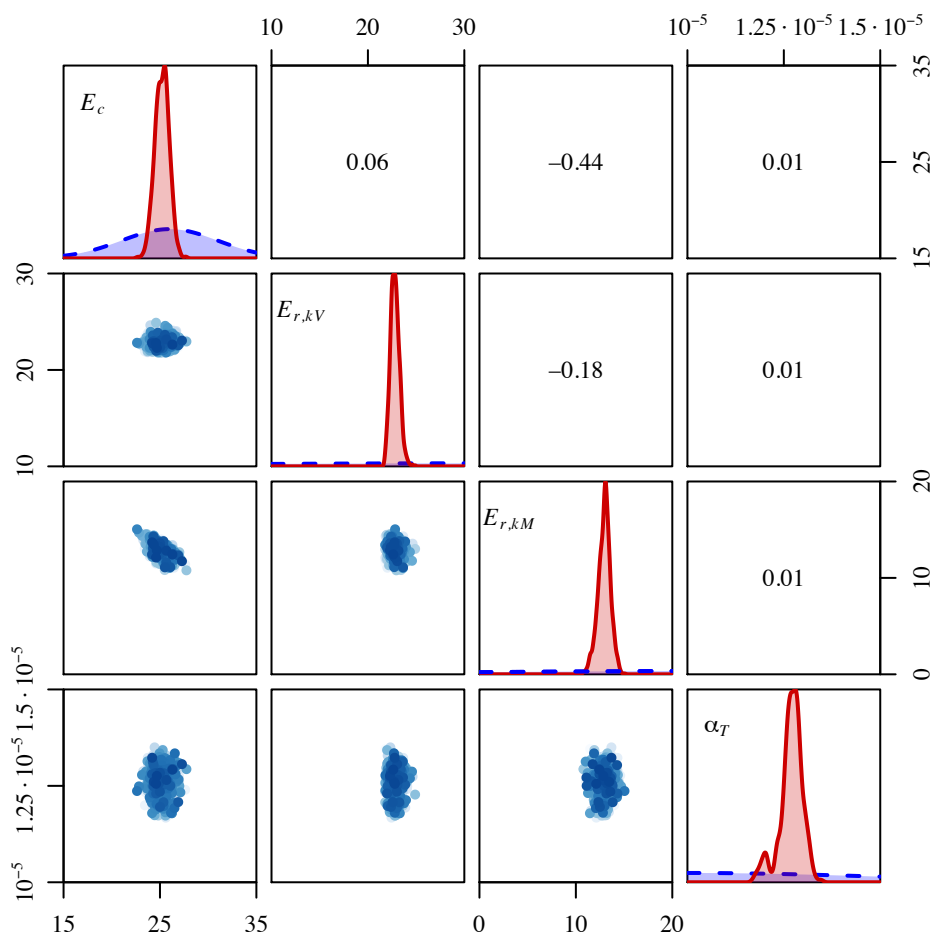 10 20 30 10⁻⁵ 1.25 · 10⁻⁵ 1.5 · 10⁻⁵
E_c 0.06 –0.44 0.01 15 25 35
10 20 30 E_{r,kV} –0.18 0.01
E_{r,kM} 0.01 0 10 20
10⁻⁵ 1.25 · 10⁻⁵ 1.5 · 10⁻⁵ α_T
15 25 35 0 10 20